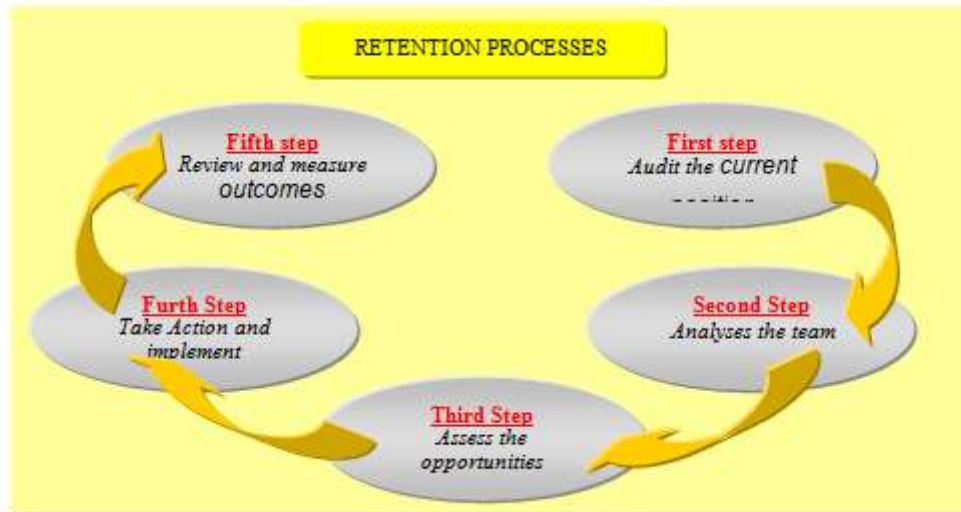 RETENTION PROCESSES
First step
Audit the current
Second Step
Analyses the team
Third Step
Assess the
opportunities
Furth Step
Take Action and
implement
Fifth step
Review and measure
outcomes